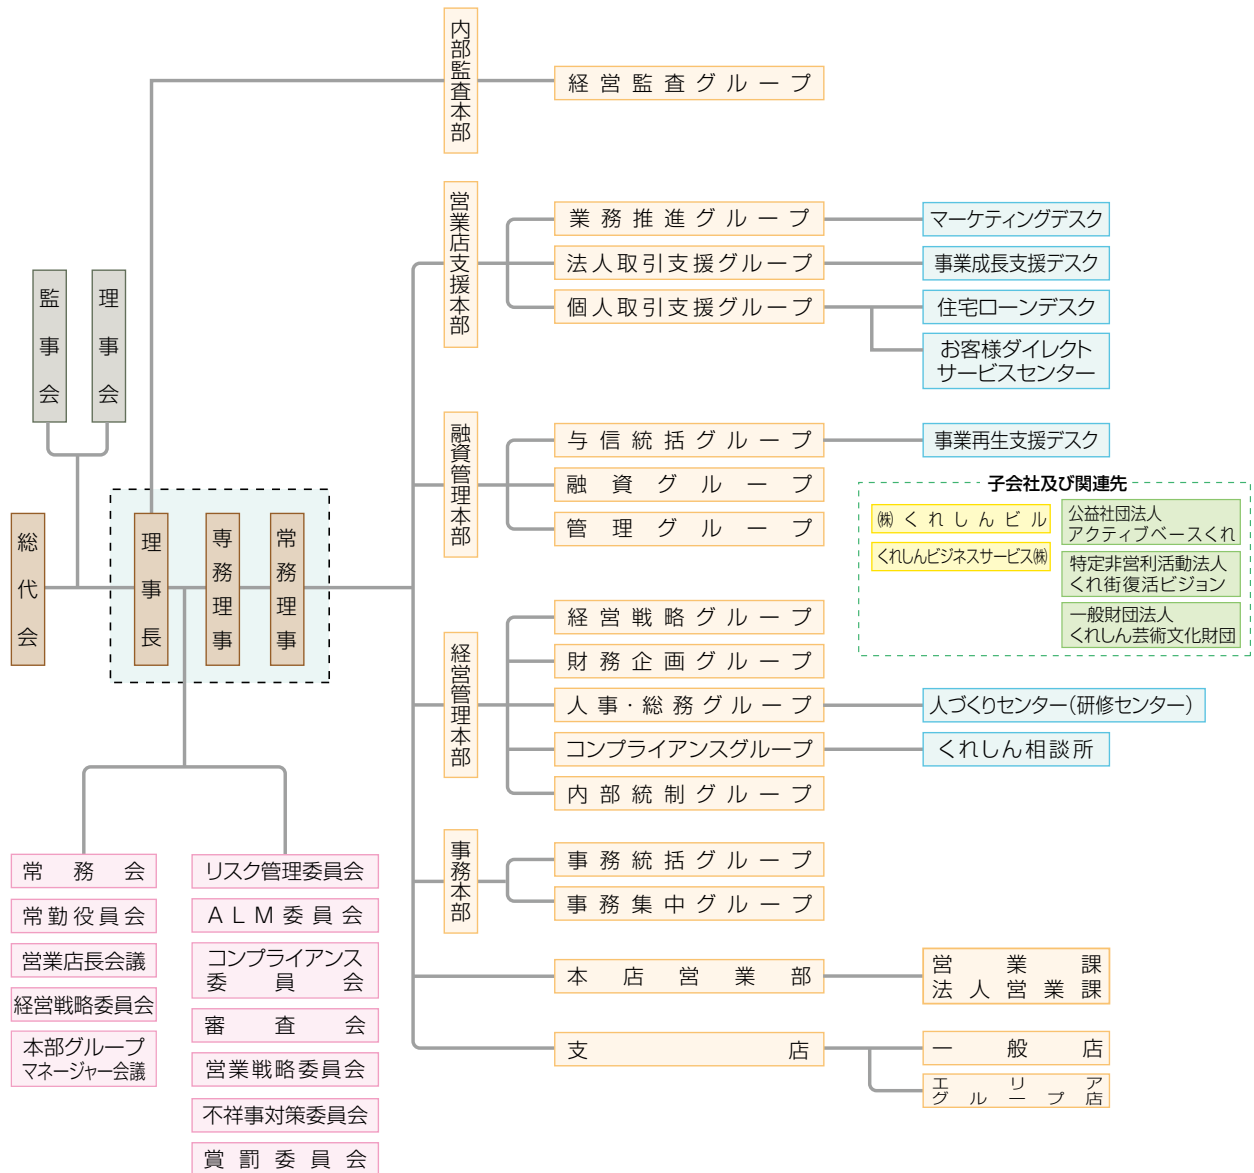 内部監査本部
経営監査グループ
営業店支援本部
業務推進グループ
マーケティングデスク
法人取引支援グループ
事業成長支援デスク
個人取引支援グループ
住宅ローンデスク
お客様ダイレクト
サービスセンター
監事会
理事会
融資管理本部
与信統括グループ
事業再生支援デスク
融資グループ
管理グループ
子会社及び関連先
㈱くれしんビル
くれしんビジネスサービス㈱
公益社団法人
アクティブベースくれ
特定非営利活動法人
くれ街復活ビジョン
一般財団法人
くれしん芸術文化財団
総代会
理事長
専務理事
常務理事
経営管理本部
経営戦略グループ
財務企画グループ
人事・総務グループ
人づくりセンター(研修センター)
コンプライアンスグループ
くれしん相談所
内部統制グループ
事務本部
事務統括グループ
事務集中グループ
本店営業部
営業課
法人営業課
支店
一般店
エリア
グループ店
常務会
常勤役員会
営業店長会議
経営戦略委員会
本部グループ
マネージャー会議
リスク管理委員会
ALM委員会
コンプライアンス
委員会
審査会
営業戦略委員会
不祥事対策委員会
賞罰委員会